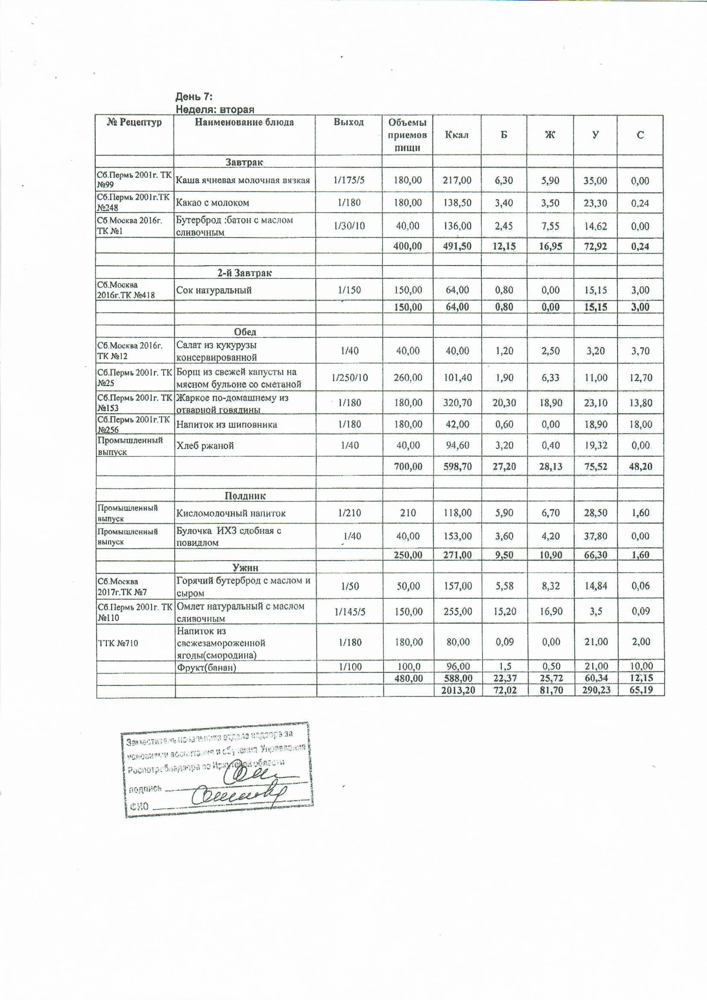 День 7:
Неделя: вторая
№ Рецептур Наименование блюда Выход Объемы приемов пищи Ккал Б Ж У С
Завтрак
Сб.Пермь 2001г. ТК №99 Каша ячневая молочная вязкая 1/175/5 180,00 217,00 6,30 5,90 35,00 0,00
Сб.Пермь 2001г.ТК №248 Какао с молоком 1/180 180,00 138,50 3,40 3,50 23,30 0,24
Сб.Москва 2016г. ТК №1 Бутерброд :батон с маслом сливочным 1/30/10 40,00 136,00 2,45 7,55 14,62 0,00
400,00 491,50 12,15 16,95 72,92 0,24
2-й Завтрак
Сб.Москва 2016г.ТК №418 Сок натуральный 1/150 150,00 64,00 0,80 0,00 15,15 3,00
150,00 64,00 0,80 0,00 15,15 3,00
Обед
Сб.Москва 2016г. ТК №12 Салат из кукурузы консервированной 1/40 40,00 40,00 1,20 2,50 3,20 3,70
Сб.Пермь 2001г. ТК №25 Борщ из свежей капусты на мясном бульоне со сметаной 1/250/10 260,00 101,40 1,90 6,33 11,00 12,70
Сб.Пермь 2001г. ТК №153 Жаркое по-домашнему из отварной говядины 1/180 180,00 320,70 20,30 18,90 23,10 13,80
Сб.Пермь 2001г.ТК №256 Напиток из шиповника 1/180 180,00 42,00 0,60 0,00 18,90 18,00
Промышленный выпуск Хлеб ржаной 1/40 40,00 94,60 3,20 0,40 19,32 0,00
700,00 598,70 27,20 28,13 75,52 48,20
Полдник
Промышленный выпуск Кисломолочный напиток 1/210 210 118,00 5,90 6,70 28,50 1,60
Промышленный выпуск Булочка ИХЗ сдобная с повидлом 1/40 40,00 153,00 3,60 4,20 37,80 0,00
250,00 271,00 9,50 10,90 66,30 1,60
Ужин
Сб.Москва 2017г.ТК №7 Горячий бутерброд с маслом и сыром 1/50 50,00 157,00 5,58 8,32 14,84 0,06
Сб.Пермь 2001г. ТК №110 Омлет натуральный с маслом сливочным 1/145/5 150,00 255,00 15,20 16,90 3,5 0,09
ТТК №710 Напиток из свежезамороженной ягоды(смородина) 1/180 180,00 80,00 0,09 0,00 21,00 2,00
Фрукт(банан) 1/100 100,0 96,00 1,5 0,50 21,00 10,00
480,00 588,00 22,37 25,72 60,34 12,15
2013,20 72,02 81,70 290,23 65,19
Заместитель начальника отдела надзора за
условиями воспитания и обучения Управления
Роспотребнадзора по Иркутской области
подпись
ФИО